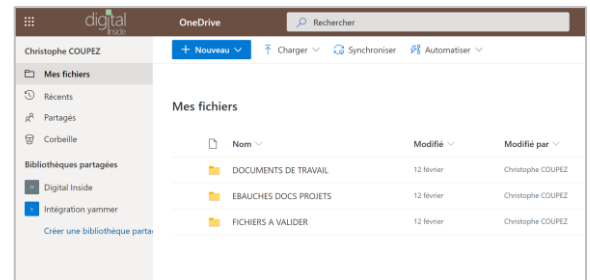 digital
Inside
OneDrive
Rechercher
Christophe COUPEZ
+ Nouveau
Charger
Synchroniser
Automatiser
Mes fichiers
Récents
Partagés
Corbeille
Bibliothèques partagées
Digital Inside
Intégration yammer
Créer une bibliothèque parta
Mes fichiers
Nom Modifié Modifié par
DOCUMENTS DE TRAVAIL 12 février Christophe COUPEZ
EBAUCHES DOCS PROJETS 12 février Christophe COUPEZ
FICHIERS A VALIDER 12 février Christophe COUPEZ